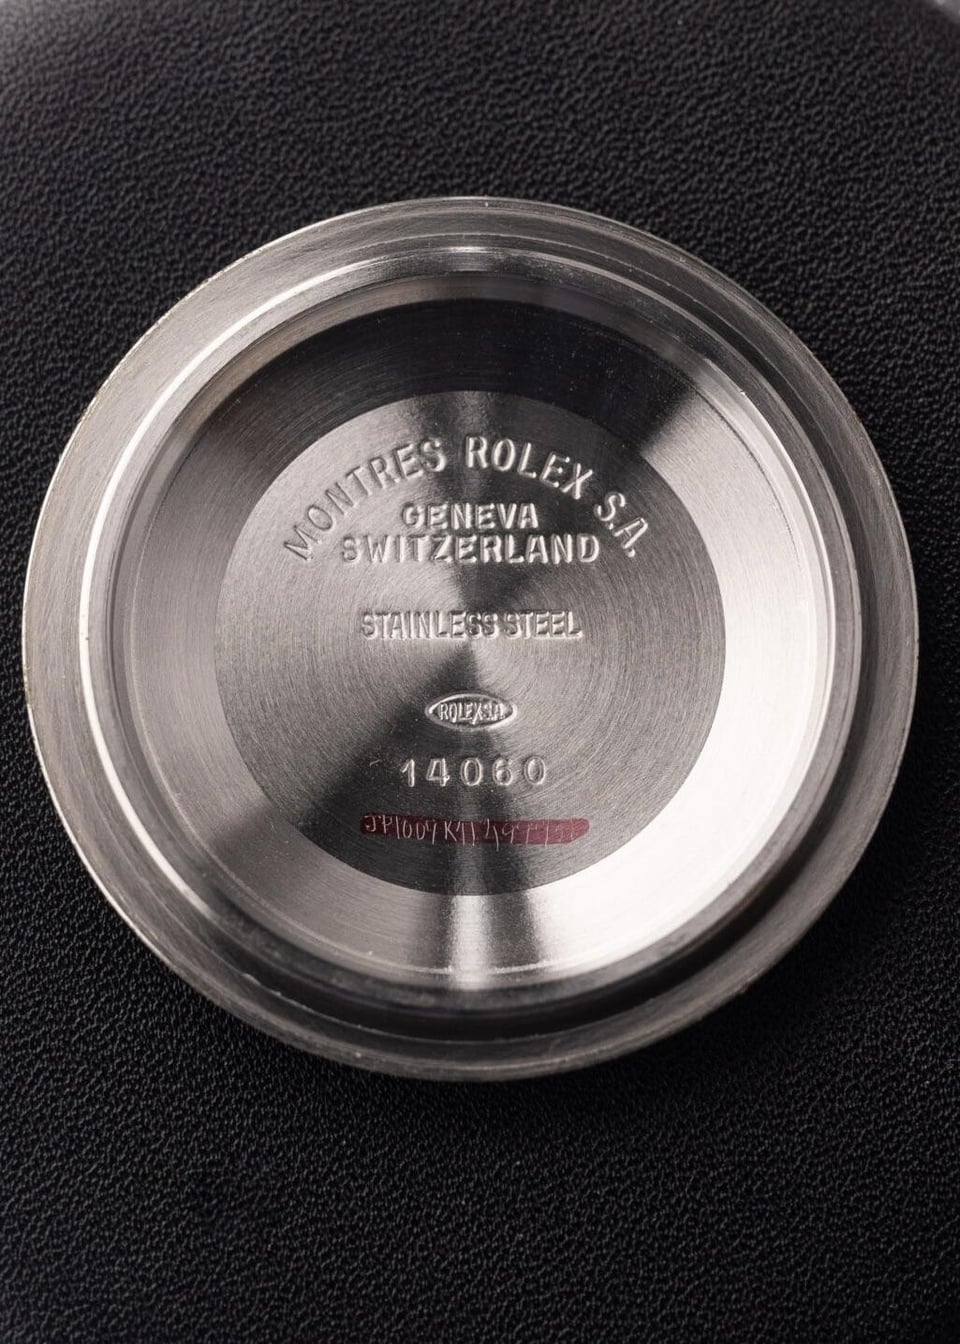 MONTRES ROLEX S.A.
GENEVA
SWITZERLAND
STAINLESS STEEL
ROLEX S.A.
14060